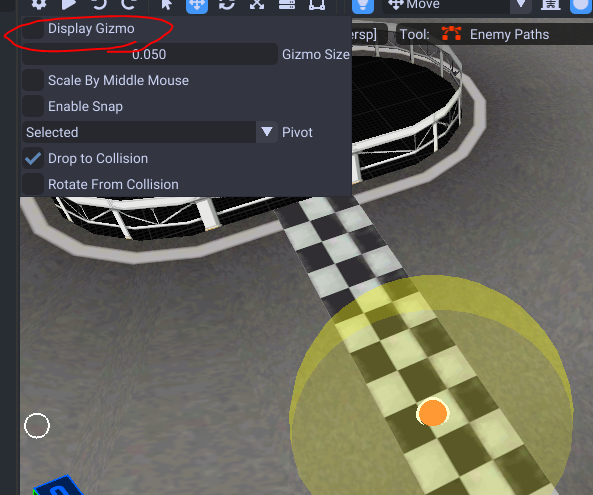 Move
Display Gizmo
ersp]
Tool:
Enemy Paths
0.050
Gizmo Size
Scale By Middle Mouse
Enable Snap
Selected
Pivot
Drop to Collision
Rotate From Collision